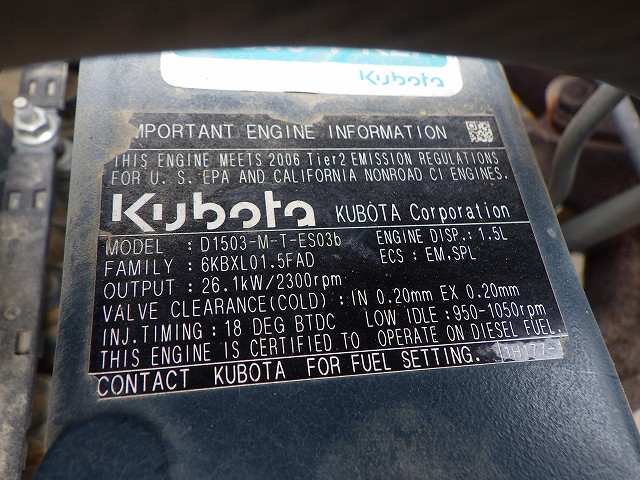 Kubota
IMPORTANT ENGINE INFORMATION
THIS ENGINE MEETS 2006 Tier2 EMISSION REGULATIONS
FOR U. S. EPA AND CALIFORNIA NONROAD CI ENGINES.
Kubota KUBOTA Corporation
MODEL : D1503-M-T-ES03b ENGINE DISP.: 1.5L
FAMILY : 6KBXL01.5FAD ECS : EM,SPL
OUTPUT : 26.1kW/2300rpm
VALVE CLEARANCE(COLD) : IN 0.20mm EX 0.20mm
INJ.TIMING : 18 DEG BTDC LOW IDLE : 950-1050rpm
THIS ENGINE IS CERTIFIED TO OPERATE ON DIESEL FUEL.
CONTACT KUBOTA FOR FUEL SETTING.